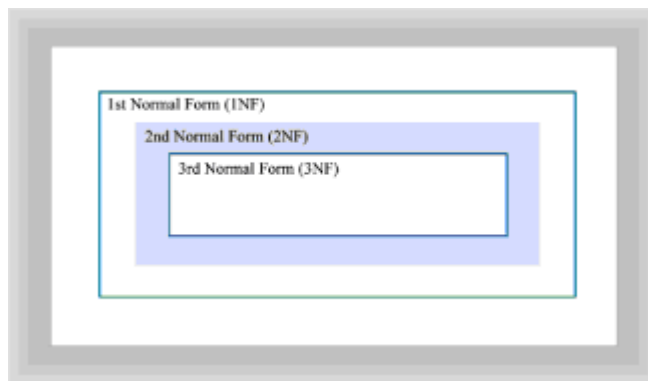 1st Normal Form (1NF)
2nd Normal Form (2NF)
3rd Normal Form (3NF)